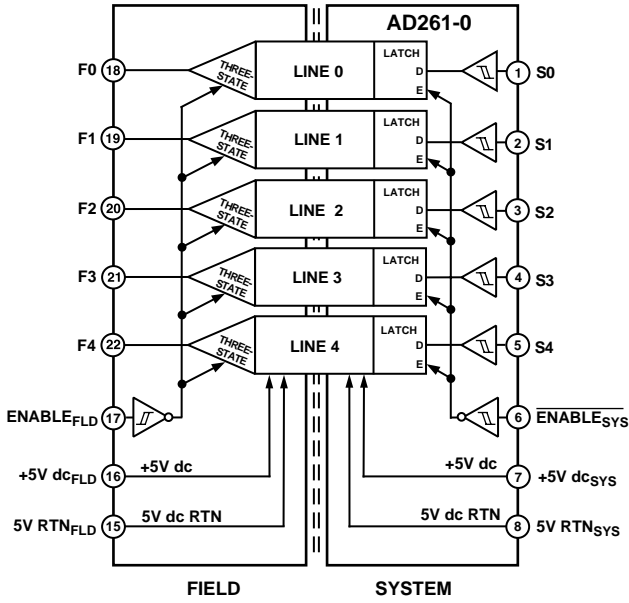 AD261-0
F0 18 THREE-STATE LINE 0 LATCH D E 1 S0
F1 19 THREE-STATE LINE 1 LATCH D E 2 S1
F2 20 THREE-STATE LINE 2 LATCH D E 3 S2
F3 21 THREE-STATE LINE 3 LATCH D E 4 S3
F4 22 THREE-STATE LINE 4 LATCH D E 5 S4
ENABLEFLD 17 6 ENABLESYS
+5V dcFLD 16 +5V dc +5V dc 7 +5V dcSYS
5V RTNFLD 15 5V dc RTN 5V dc RTN 8 5V RTNSYS
FIELD SYSTEM